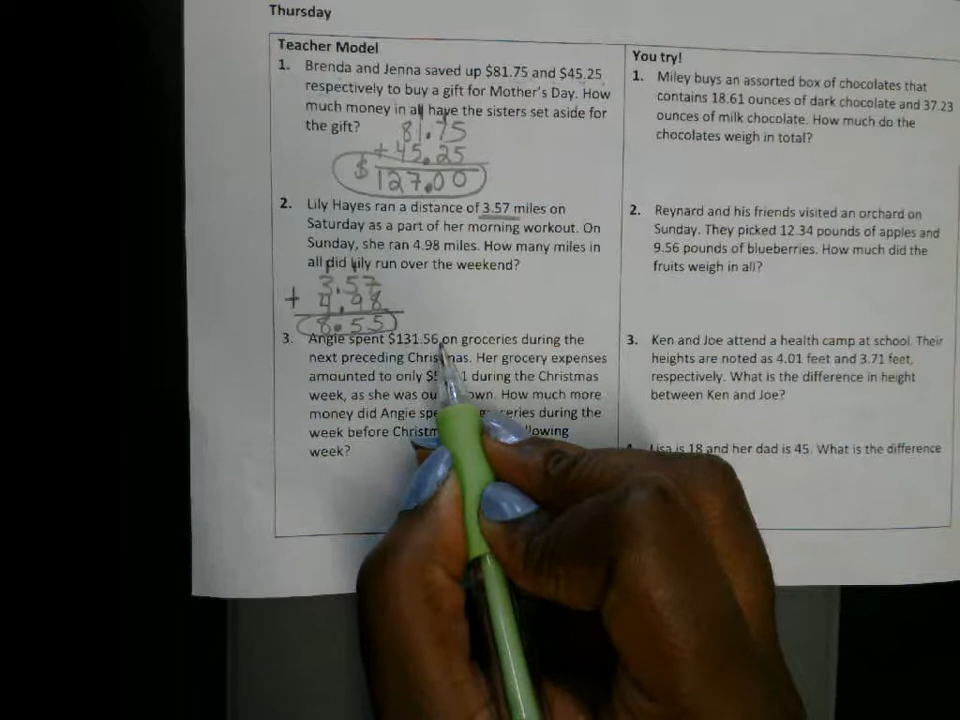 Thursday
Teacher Model
1. Brenda and Jenna saved up $81.75 and $45.25
respectively to buy a gift for Mother's Day. How
much money in all have the sisters set aside for
the gift?
81.75
+ 45.25
$ 127.00
2. Lily Hayes ran a distance of 3.57 miles on
Saturday as a part of her morning workout. On
Sunday, she ran 4.98 miles. How many miles in
all did Lily run over the weekend?
3.57
+ 4.98
8.55
3. Angie spent $131.56 on groceries during the
next preceding Christmas. Her grocery expenses
amounted to only during the Christmas
week, as she was How much more
money did Angie during the
week before
week?
You try!
1. Miley buys an assorted box of chocolates that
contains 18.61 ounces of dark chocolate and 37.23
ounces of milk chocolate. How much do the
chocolates weigh in total?
2. Reynard and his friends visited an orchard on
Sunday. They picked 12.34 pounds of apples and
9.56 pounds of blueberries. How much did the
fruits weigh in all?
3. Ken and Joe attend a health camp at school. Their
heights are noted as 4.01 feet and 3.71 feet,
respectively. What is the difference in height
between Ken and Joe?
Lisa is 18 and her dad is 45. What is the difference